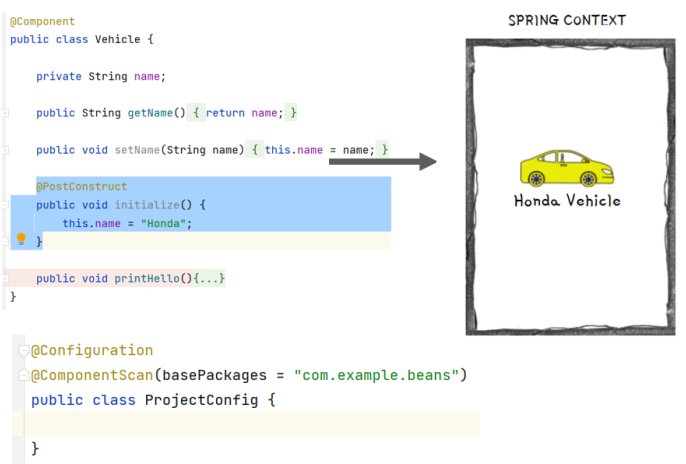 @Component
public class Vehicle {
private String name;
public String getName() { return name; }
public void setName(String name) { this.name = name; }
@PostConstruct
public void initialize() {
this.name = "Honda";
}
public void printHello(){...}
}
SPRING CONTEXT
Honda Vehicle
@Configuration
@ComponentScan(basePackages = "com.example.beans")
public class ProjectConfig {
}